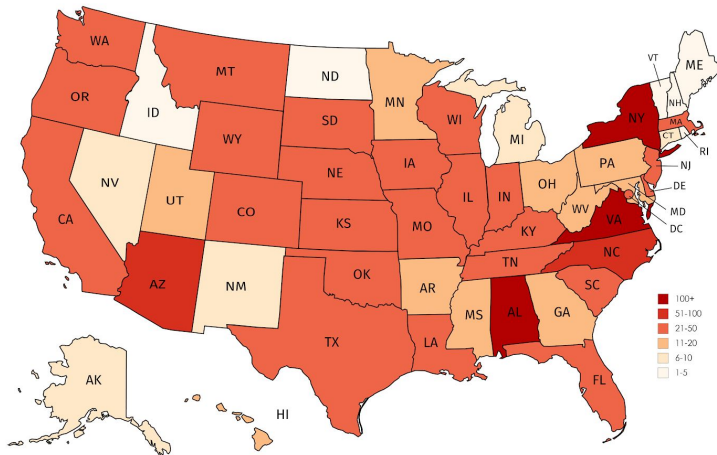 WA
MT
ND
MN
VT
ME
NH
OR
ID
SD
WI
NY
MA
CT
RI
WY
MI
NJ
NE
IA
PA
DE
NV
UT
OH
MD
DC
CA
CO
KS
MO
IL
IN
WV
VA
KY
NC
TN
AZ
NM
OK
AR
SC
MS
AL
GA
TX
LA
FL
AK
HI
100+
51-100
21-50
11-20
6-10
1-5